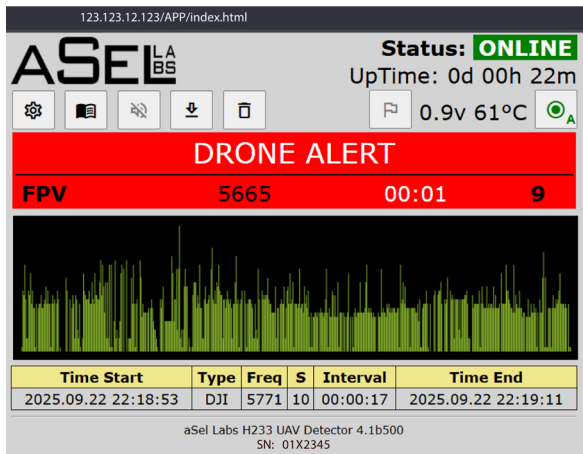 123.123.12.123/APP/index.html
ASEL LABS
Status: ONLINE
UpTime: 0d 00h 22m
0.9v 61ºC A
DRONE ALERT
FPV 5665 00:01 9
Time Start Type Freq S Interval Time End
2025.09.22 22:18:53 DJI 5771 10 00:00:17 2025.09.22 22:19:11
aSel Labs H233 UAV Detector 4.1b500
SN: 01X2345